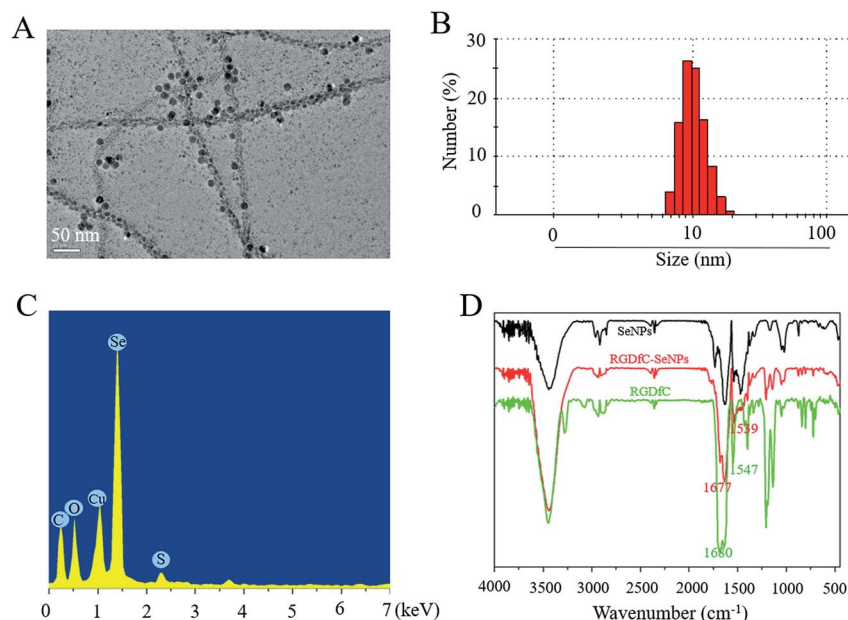 A
50 nm
B
Number (%)
30
20
10
0
0
10
100
Size (nm)
C
Se
C
O
Cu
S
0
1
2
3
4
5
6
7 (keV)
D
SeNPs
RGDfC-SeNPs
RGDfC
1539
1547
1677
1680
4000
3500
2500
2000
1500
1000
500
Wavenumber (cm⁻¹)